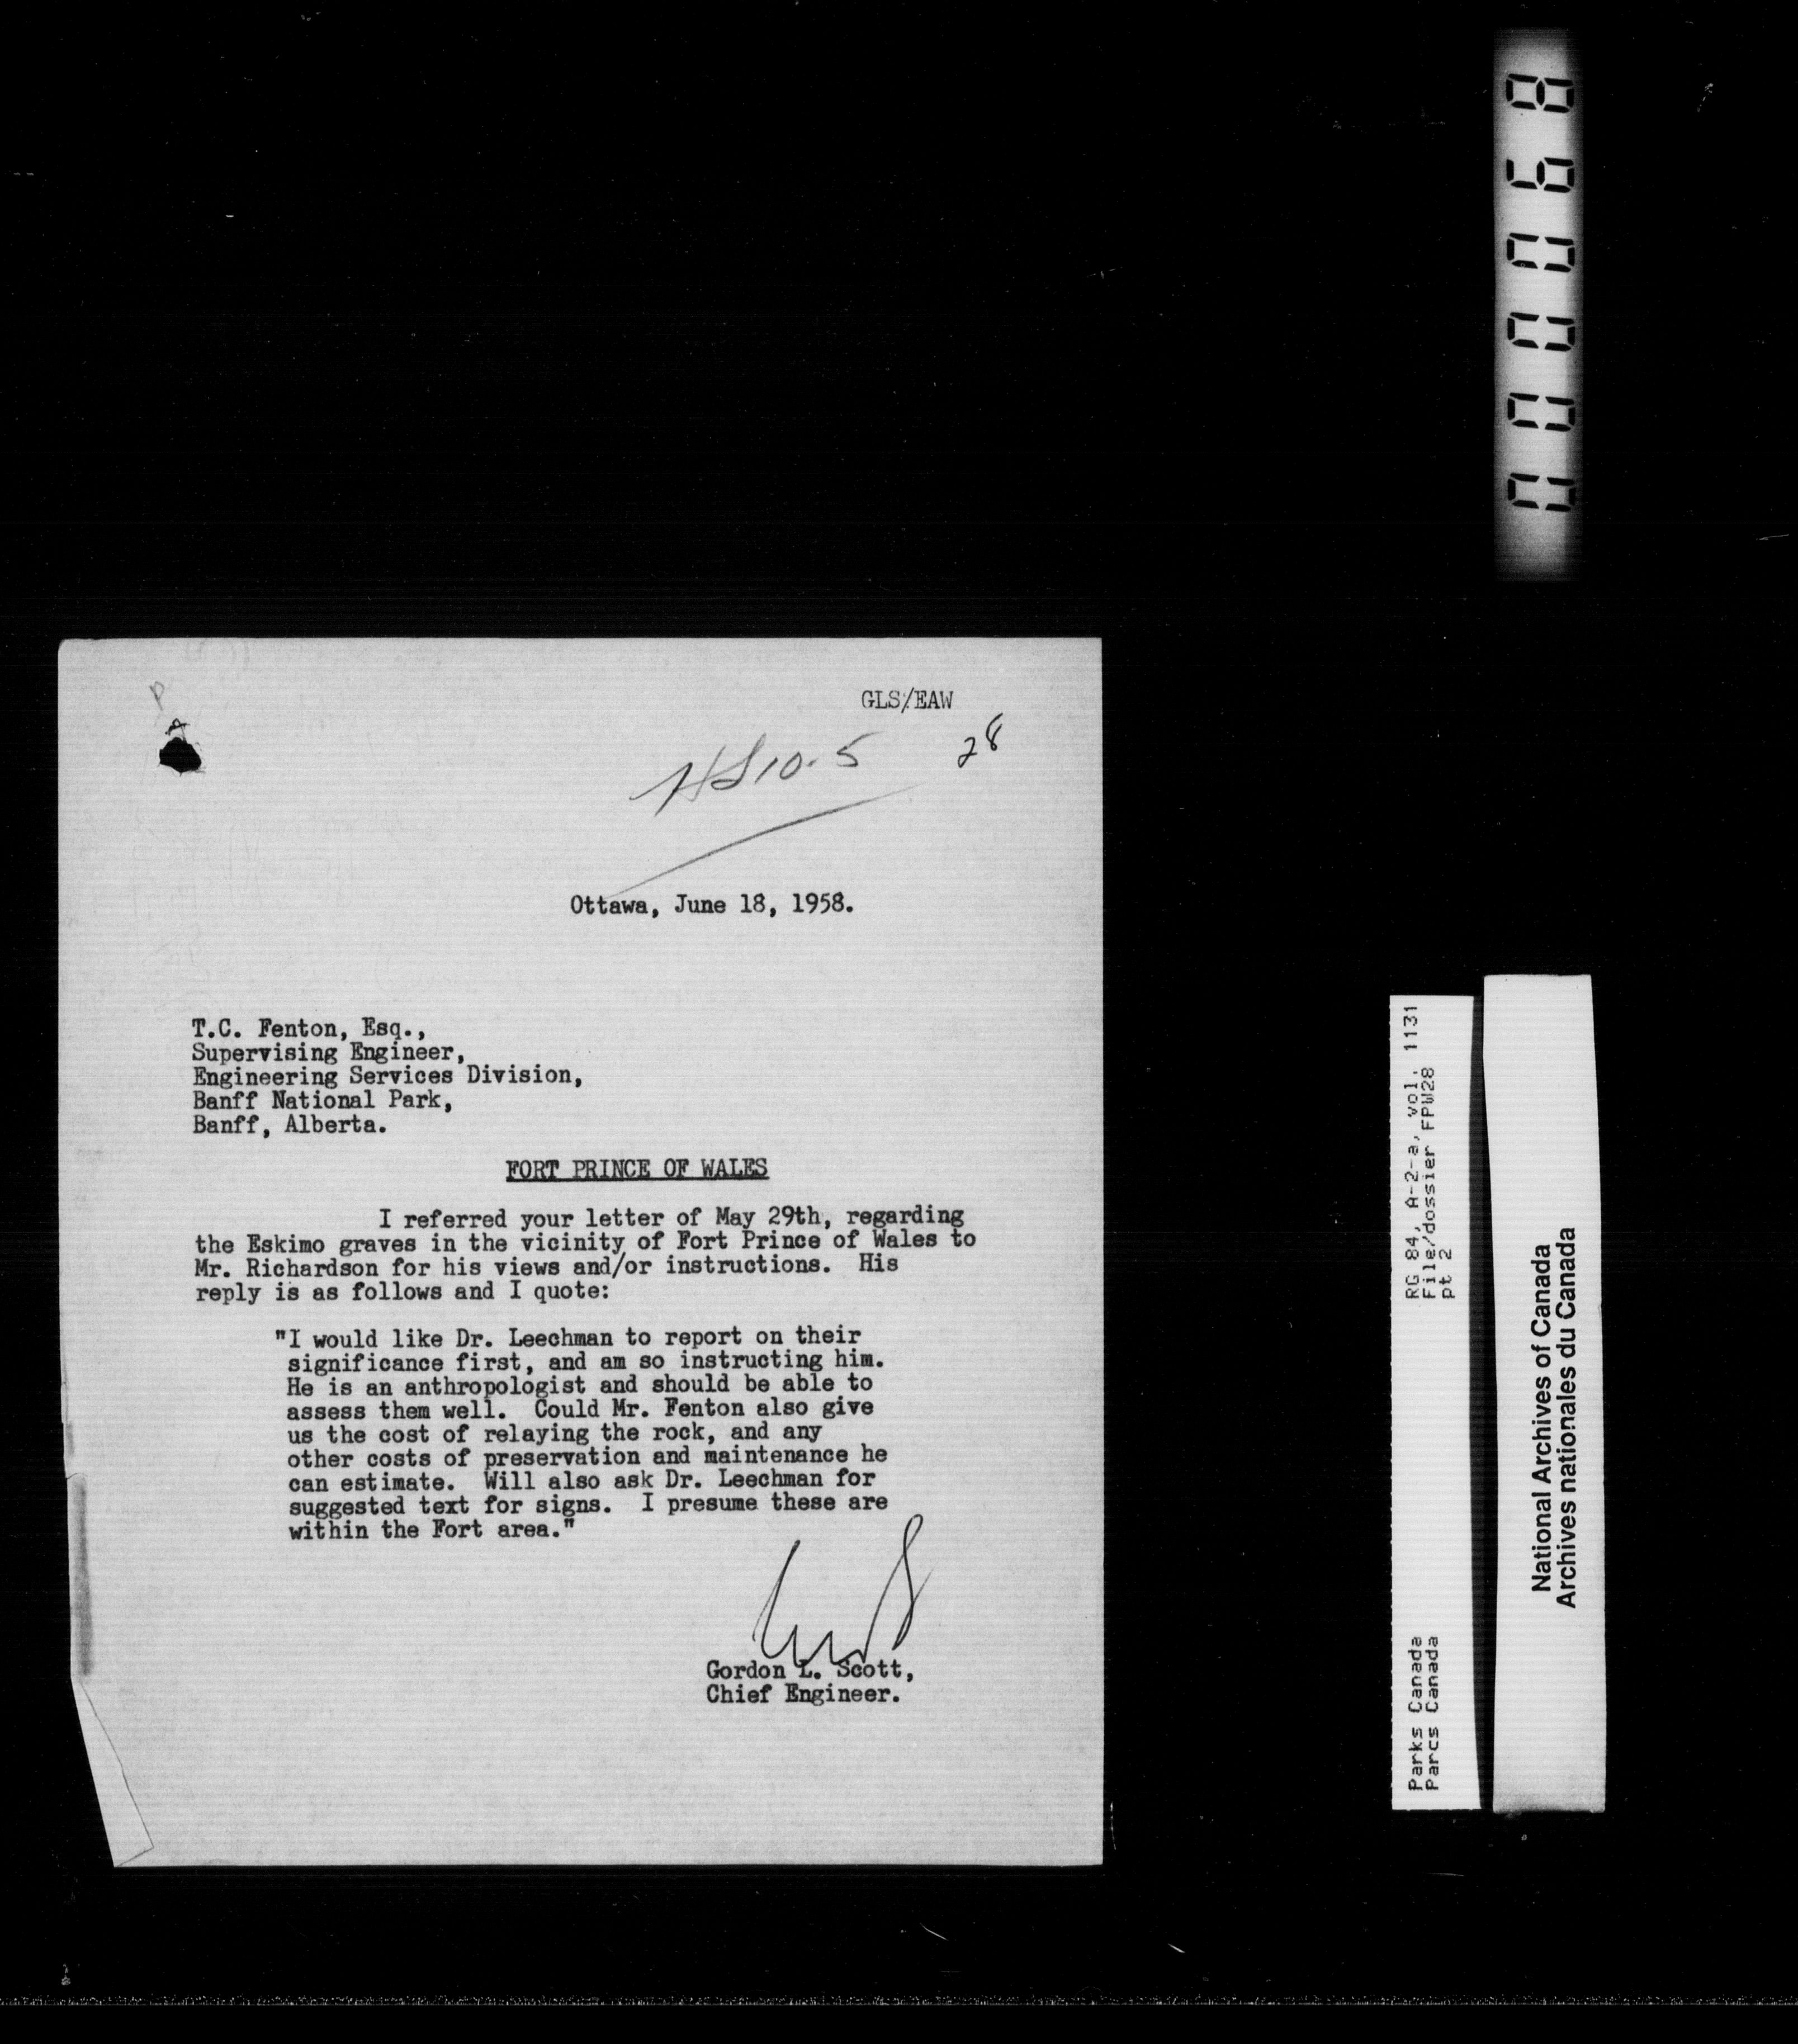 GLS/EAW
28
HS10.5
Ottawa, June 18, 1958.
T.C. Fenton, Esq.,
Supervising Engineer,
Engineering Services Division,
Banff National Park,
Banff, Alberta.
FORT PRINCE OF WALES
I referred your letter of May 29th, regarding
the Eskimo graves in the vicinity of Fort Prince of Wales to
Mr. Richardson for his views and/or instructions. His
reply is as follows and I quote:
"I would like Dr. Leechman to report on their
significance first, and am so instructing him.
He is an anthropologist and should be able to
assess them well. Could Mr. Fenton also give
us the cost of relaying the rock, and any
other costs of preservation and maintenance he
can estimate. Will also ask Dr. Leechman for
suggested text for signs. I presume these are
within the Fort area."
Gordon L. Scott,
Chief Engineer.
000068
Parks Canada RG 84, A-2-a, vol. 1131
Parcs Canada File/dossier FPW28
pt 2
National Archives of Canada
Archives nationales du Canada